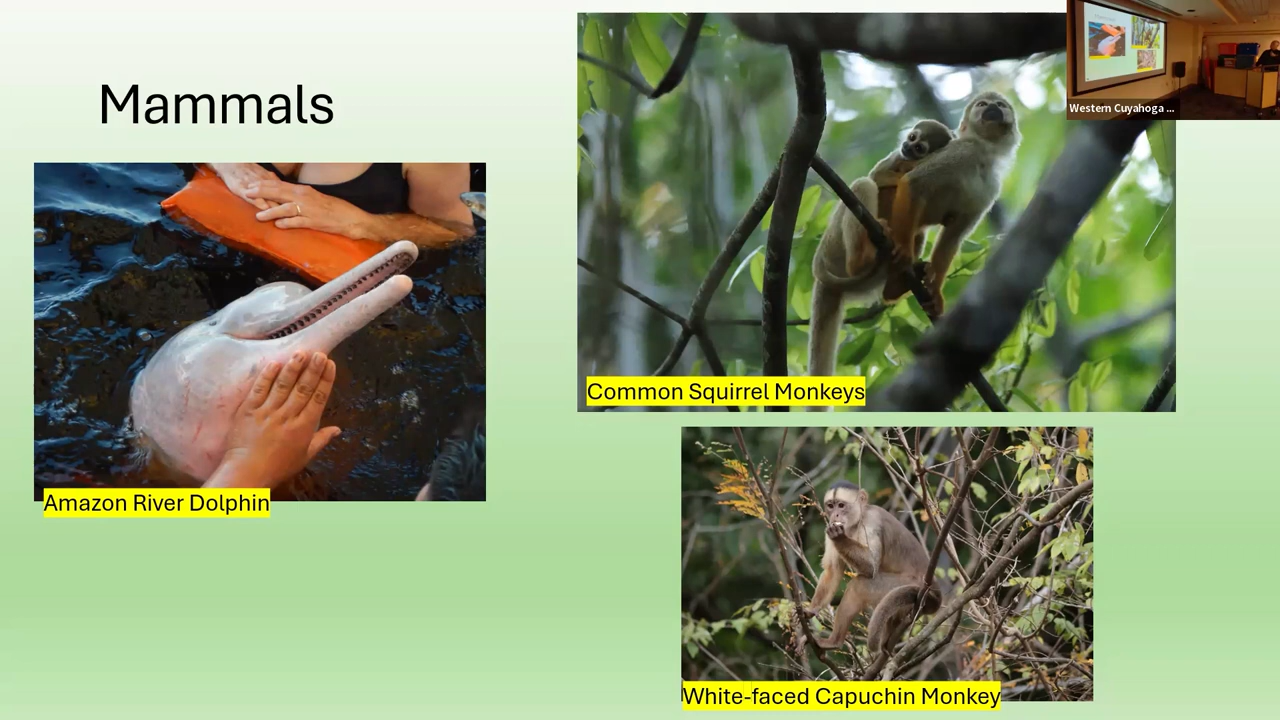 Mammals
Western Cuyahoga ...
Common Squirrel Monkeys
Amazon River Dolphin
White-faced Capuchin Monkey